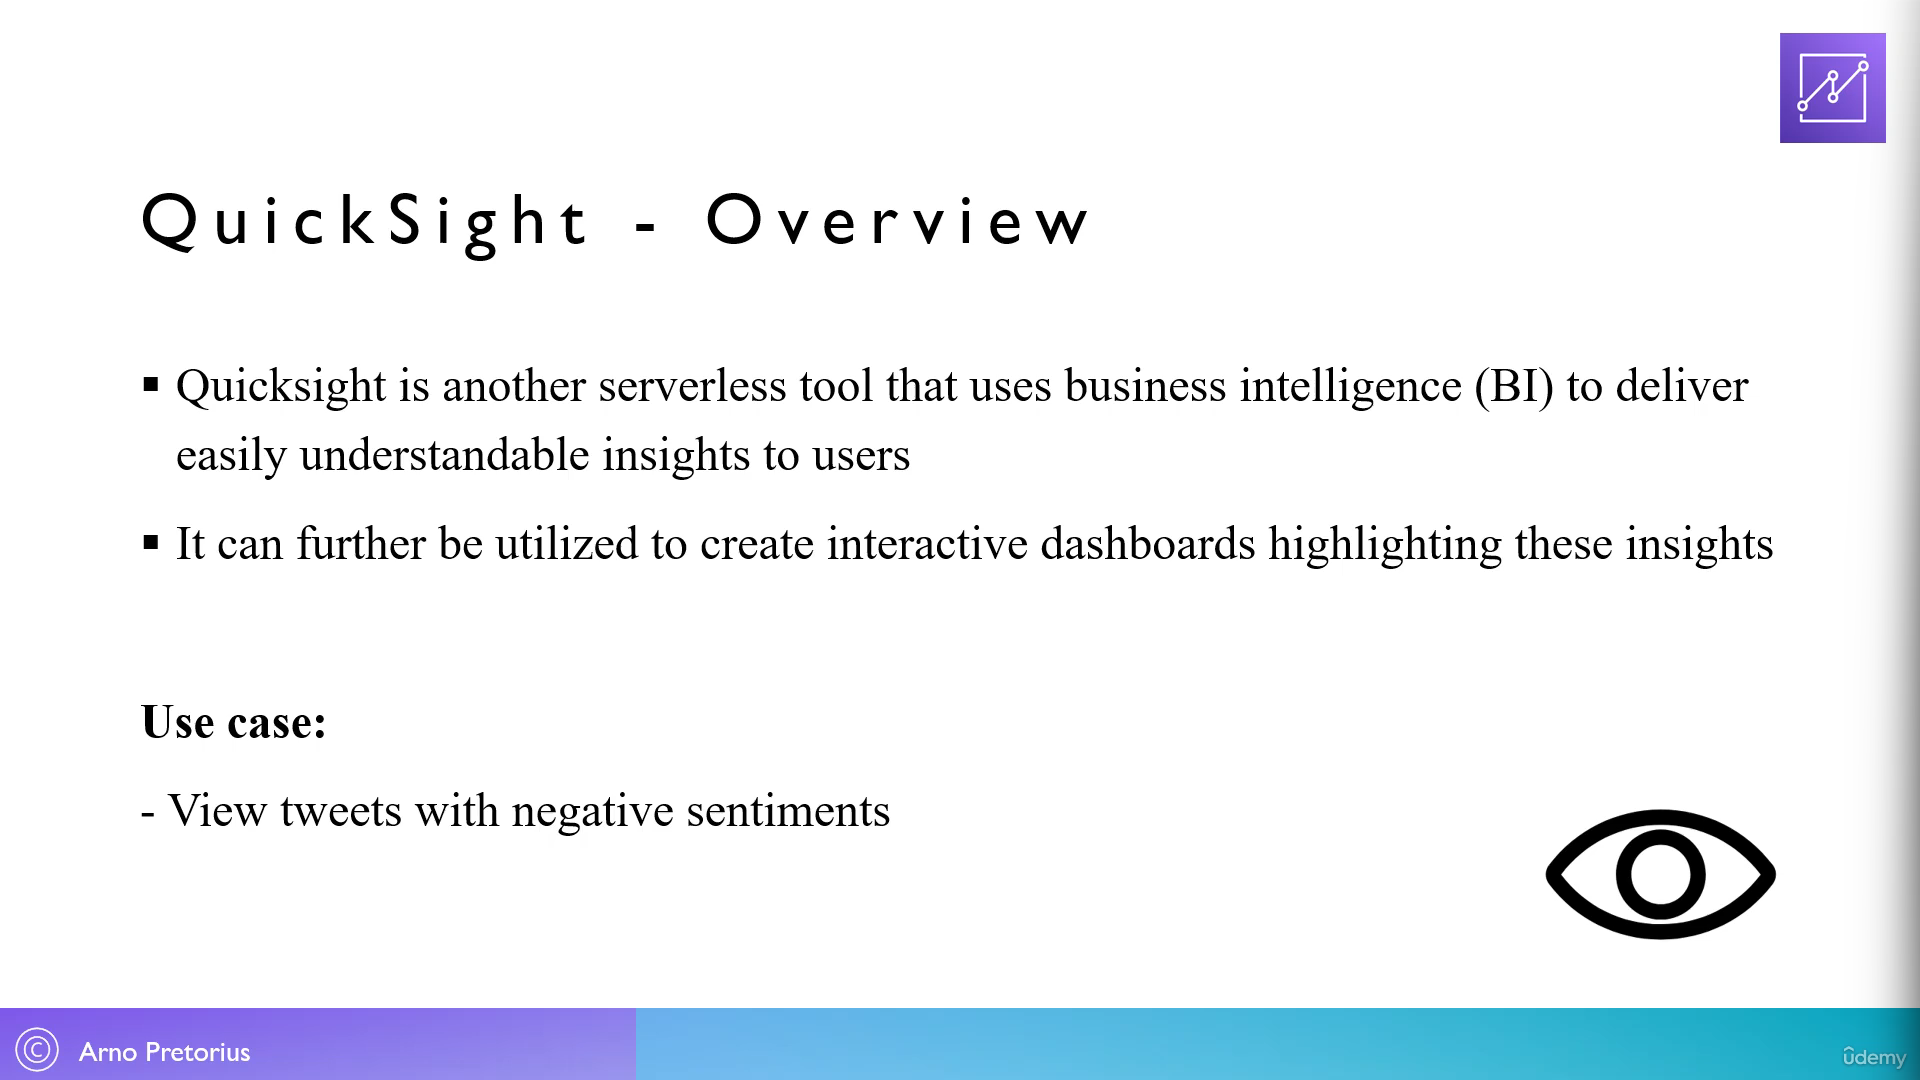 QuickSight - Overview
▪ Quicksight is another serverless tool that uses business intelligence (BI) to deliver
easily understandable insights to users
▪ It can further be utilized to create interactive dashboards highlighting these insights
Use case:
- View tweets with negative sentiments
© Arno Pretorius
ûdemy